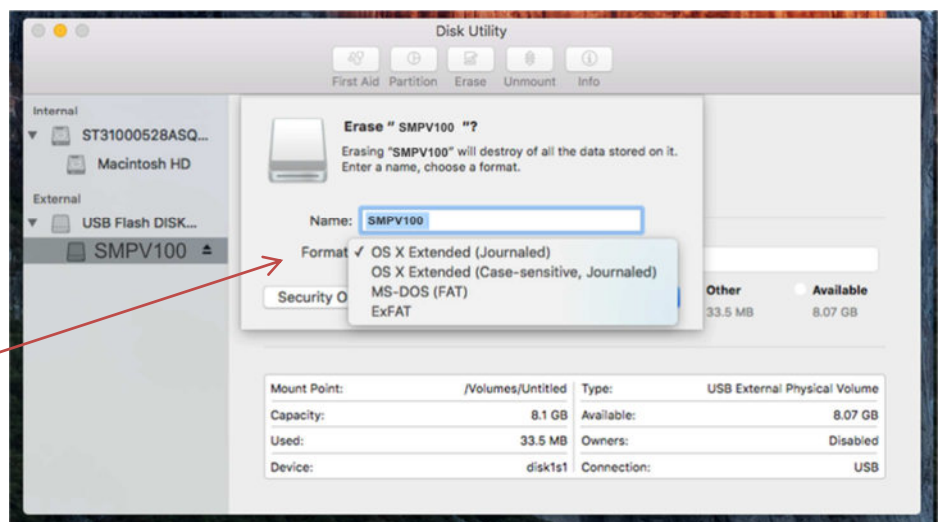 Disk Utility
First Aid Partition Erase Unmount Info
Internal
ST31000528ASQ...
Macintosh HD
External
USB Flash DISK...
SMPV100
Erase " SMPV100 "?
Erasing "SMPV100" will destroy of all the data stored on it.
Enter a name, choose a format.
Name: SMPV100
Format ✓ OS X Extended (Journaled)
OS X Extended (Case-sensitive, Journaled)
MS-DOS (FAT)
ExFAT
Security O
Other Available
33.5 MB 8.07 GB
Mount Point: /Volumes/Untitled Type: USB External Physical Volume
Capacity: 8.1 GB Available: 8.07 GB
Used: 33.5 MB Owners: Disabled
Device: disk1s1 Connection: USB